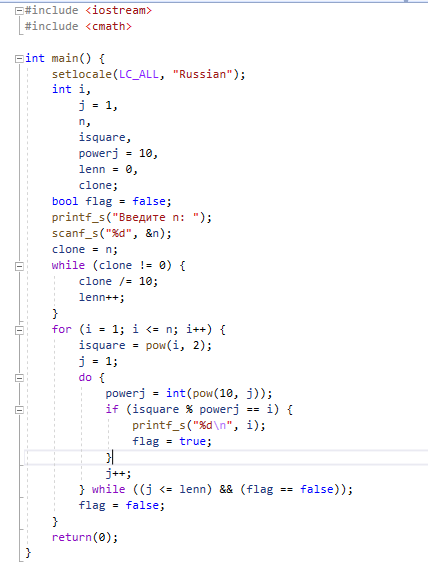 #include <iostream>
#include <cmath>
int main() {
setlocale(LC_ALL, "Russian");
int i,
j = 1,
n,
isquare,
powerj = 10,
lenn = 0,
clone;
bool flag = false;
printf_s("Введите n: ");
scanf_s("%d", &n);
clone = n;
while (clone != 0) {
clone /= 10;
lenn++;
}
for (i = 1; i <= n; i++) {
isquare = pow(i, 2);
j = 1;
do {
powerj = int(pow(10, j));
if (isquare % powerj == i) {
printf_s("%d\n", i);
flag = true;
}
j++;
} while ((j <= lenn) && (flag == false));
flag = false;
}
return(0);
}